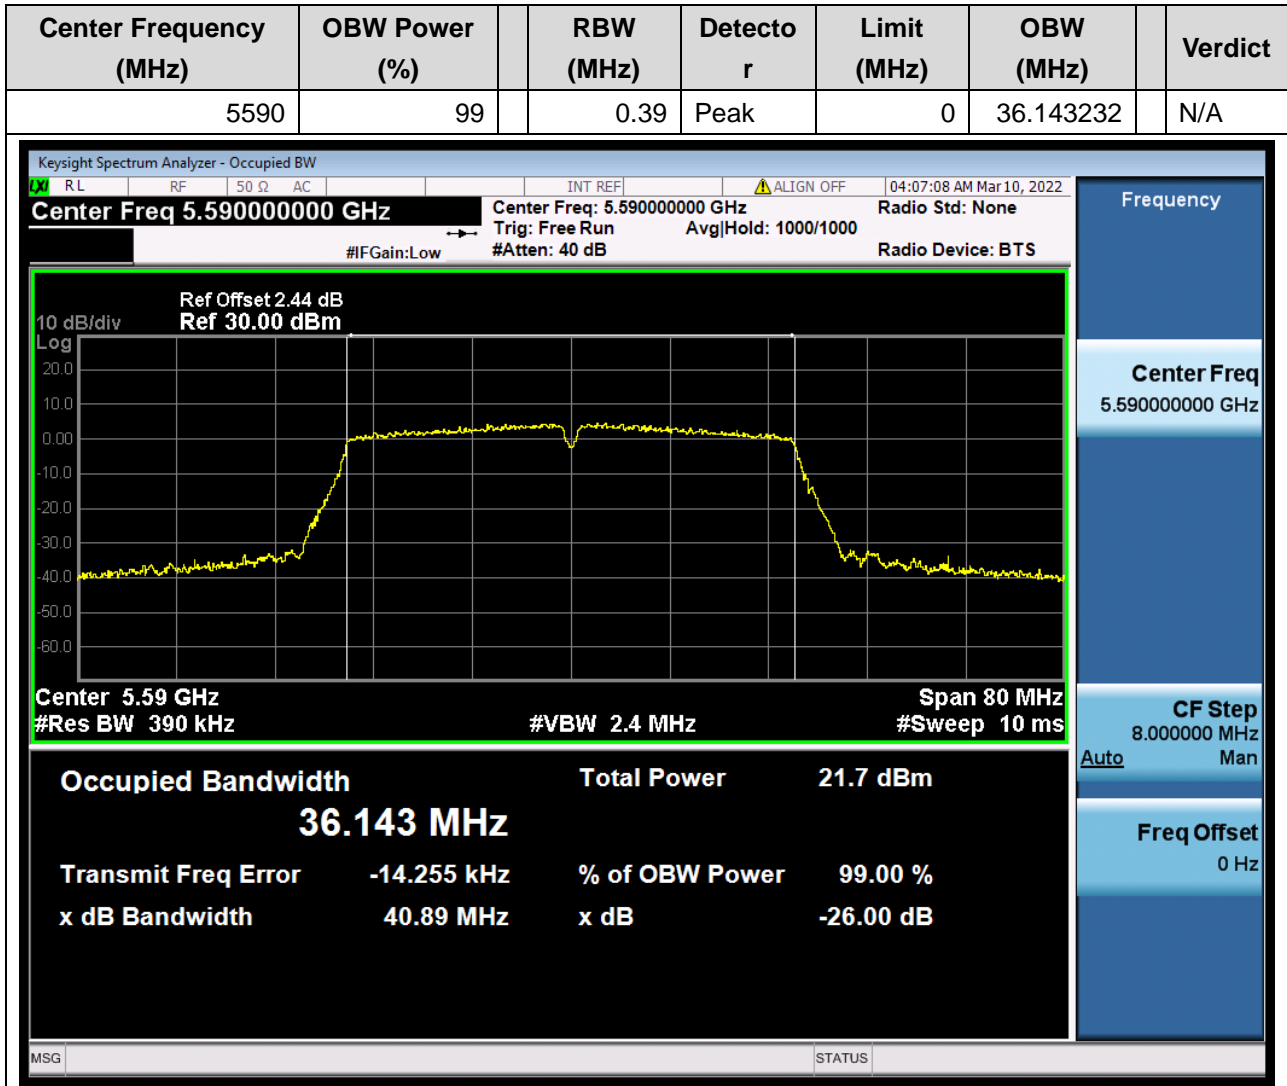 Center Frequency (MHz) OBW Power (%) RBW (MHz) Detecto r Limit (MHz) OBW (MHz) Verdict
5590 99 0.39 Peak 0 36.143232 N/A
Keysight Spectrum Analyzer - Occupied BW
LXI RL RF 50 Ω AC INT REF ALIGN OFF 04:07:08 AM Mar 10, 2022
Center Freq 5.590000000 GHz
Center Freq: 5.590000000 GHz
Radio Std: None
Trig: Free Run Avg|Hold: 1000/1000
#IFGain:Low #Atten: 40 dB Radio Device: BTS
Ref Offset 2.44 dB
10 dB/div Ref 30.00 dBm
Log
20.0
10.0
0.00
-10.0
-20.0
-30.0
-40.0
-50.0
-60.0
Center 5.59 GHz Span 80 MHz
#Res BW 390 kHz #VBW 2.4 MHz #Sweep 10 ms
Occupied Bandwidth Total Power 21.7 dBm
36.143 MHz
Transmit Freq Error -14.255 kHz % of OBW Power 99.00 %
x dB Bandwidth 40.89 MHz x dB -26.00 dB
Frequency
Center Freq
5.590000000 GHz
CF Step
8.000000 MHz
Auto Man
Freq Offset
0 Hz
MSG STATUS